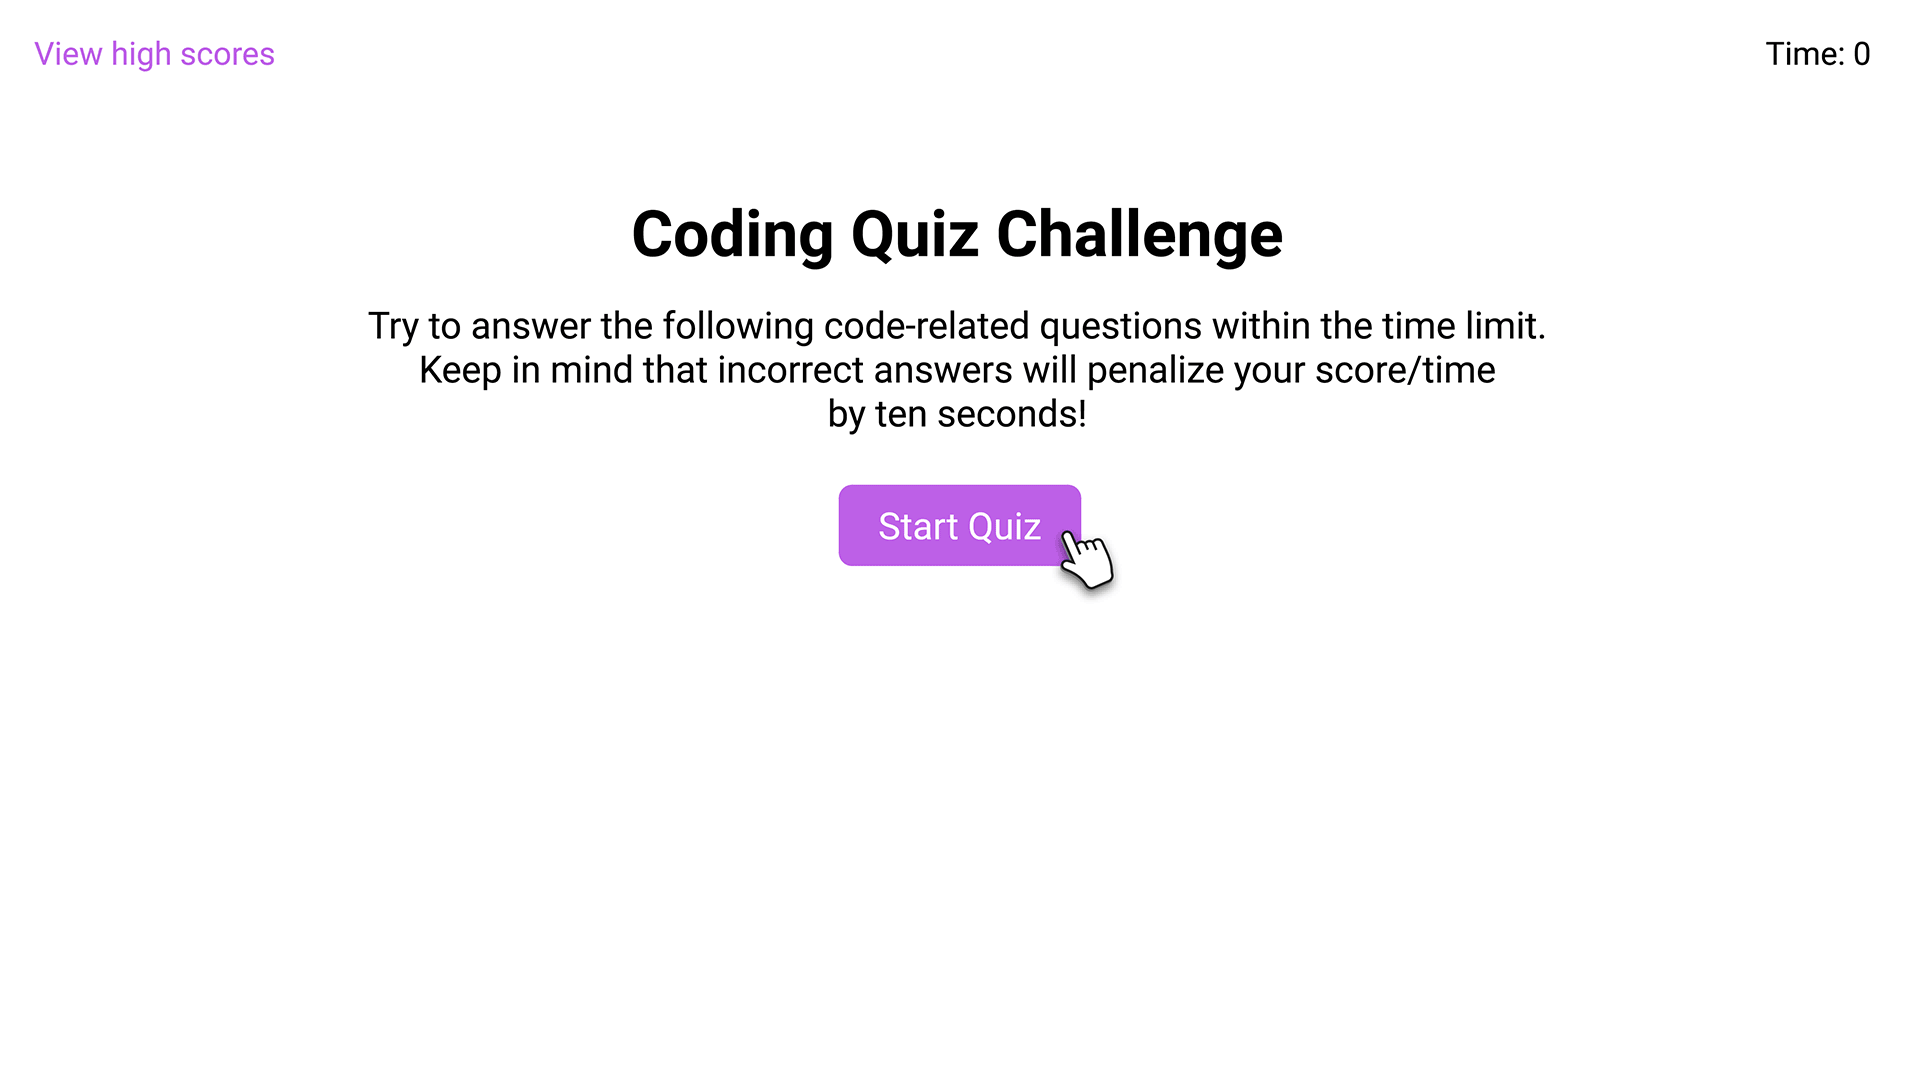 View high scores
Time: 0
Coding Quiz Challenge
Try to answer the following code-related questions within the time limit.
Keep in mind that incorrect answers will penalize your score/time
by ten seconds!
Start Quiz